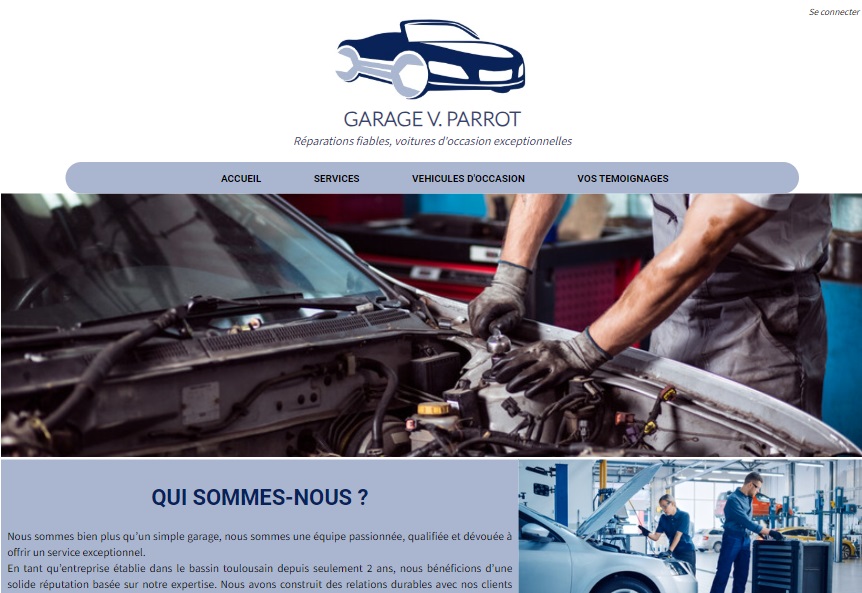 Se connecter
GARAGE V. PARROT
Réparations fiables, voitures d'occasion exceptionnelles
ACCUEIL SERVICES VEHICULES D'OCCASION VOS TEMOIGNAGES
QUI SOMMES-NOUS ?
Nous sommes bien plus qu'un simple garage, nous sommes une équipe passionnée, qualifiée et dévouée à
offrir un service exceptionnel.
En tant qu'entreprise établie dans le bassin toulousain depuis seulement 2 ans, nous bénéficions d'une
solide réputation basée sur notre expertise. Nous avons construit des relations durables avec nos clients